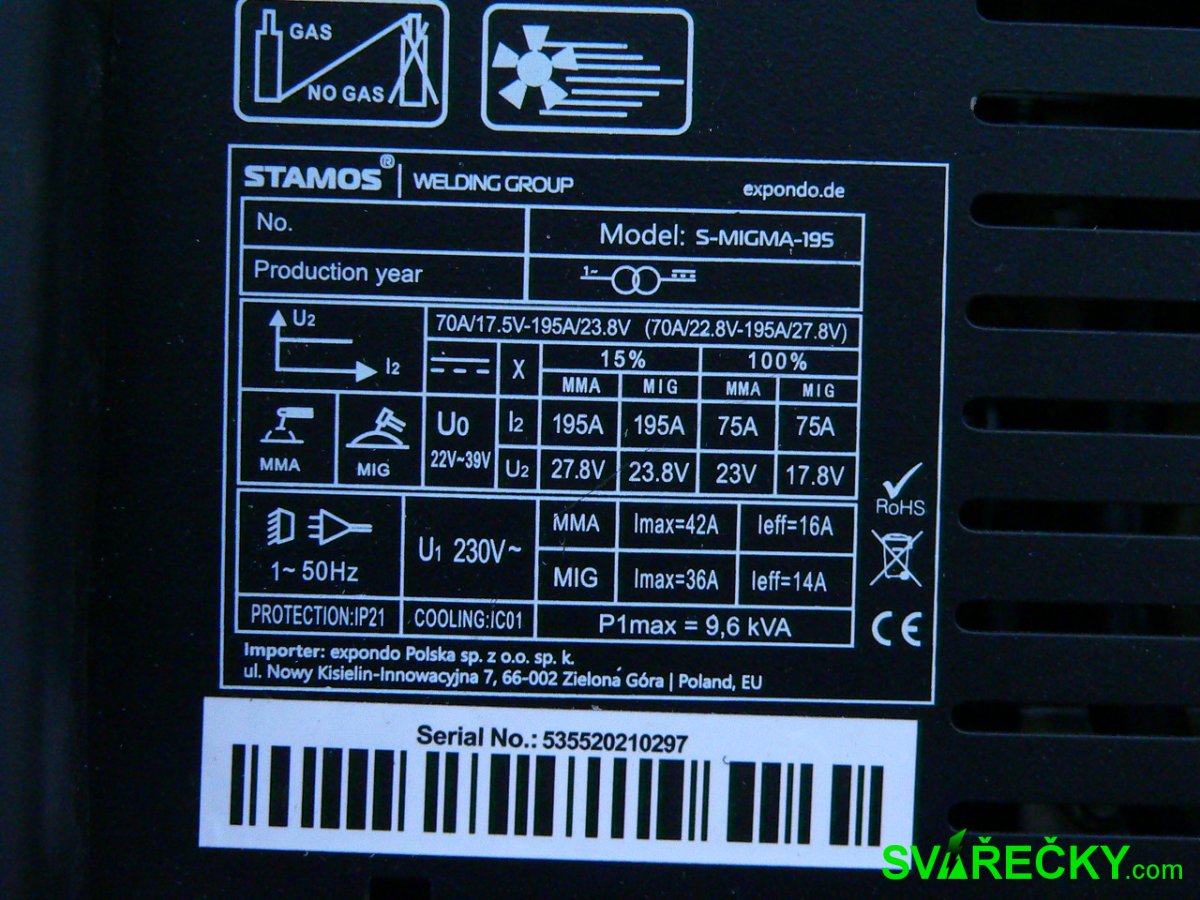 GAS
NO GAS
STAMOS® | WELDING GROUP expondo.de
No. Model: S-MIGMA-195
Production year 1~
U2 70A/17.5V-195A/23.8V (70A/22.8V-195A/27.8V)
I2 X 15% 100%
MMA MIG MMA MIG
MMA MIG U0 22V~39V I2 195A 195A 75A 75A
U2 27.8V 23.8V 23V 17.8V
1~ 50Hz U1 230V~ MMA Imax=42A Ieff=16A
MIG Imax=36A Ieff=14A
PROTECTION:IP21 COOLING:IC01 P1max = 9,6 kVA
RoHS
CE
Importer: expondo Polska sp. z o.o. sp. k.
ul. Nowy Kisielin-Innowacyjna 7, 66-002 Zielona Góra | Poland, EU
Serial No.: 535520210297
SVÁŘEČKY.com